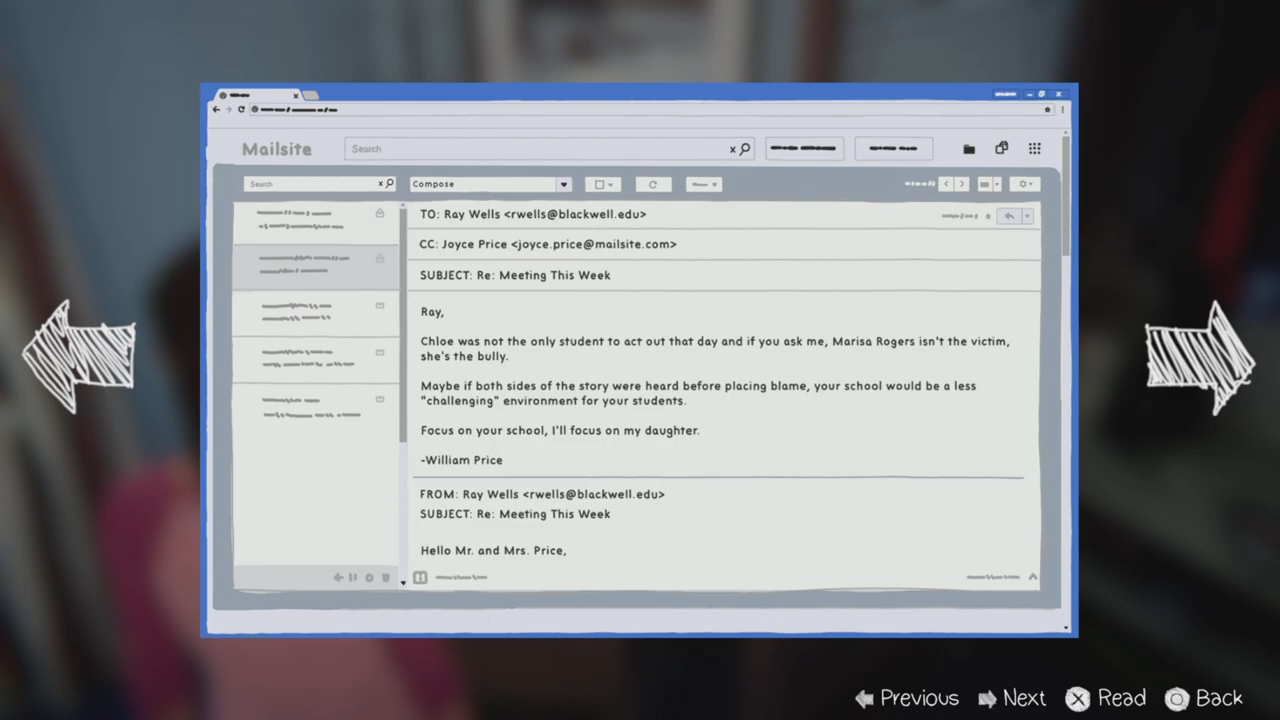 Mailsite
Search
x
Search
x
Compose
TO: Ray Wells <rwells@blackwell.edu>
CC: Joyce Price <joyce.price@mailsite.com>
SUBJECT: Re: Meeting This Week
Ray,
Chloe was not the only student to act out that day and if you ask me, Marisa Rogers isn't the victim,
she's the bully.
Maybe if both sides of the story were heard before placing blame, your school would be a less
"challenging" environment for your students.
Focus on your school, I'll focus on my daughter.
-William Price
FROM: Ray Wells <rwells@blackwell.edu>
SUBJECT: Re: Meeting This Week
Hello Mr. and Mrs. Price,
Previous Next Read Back